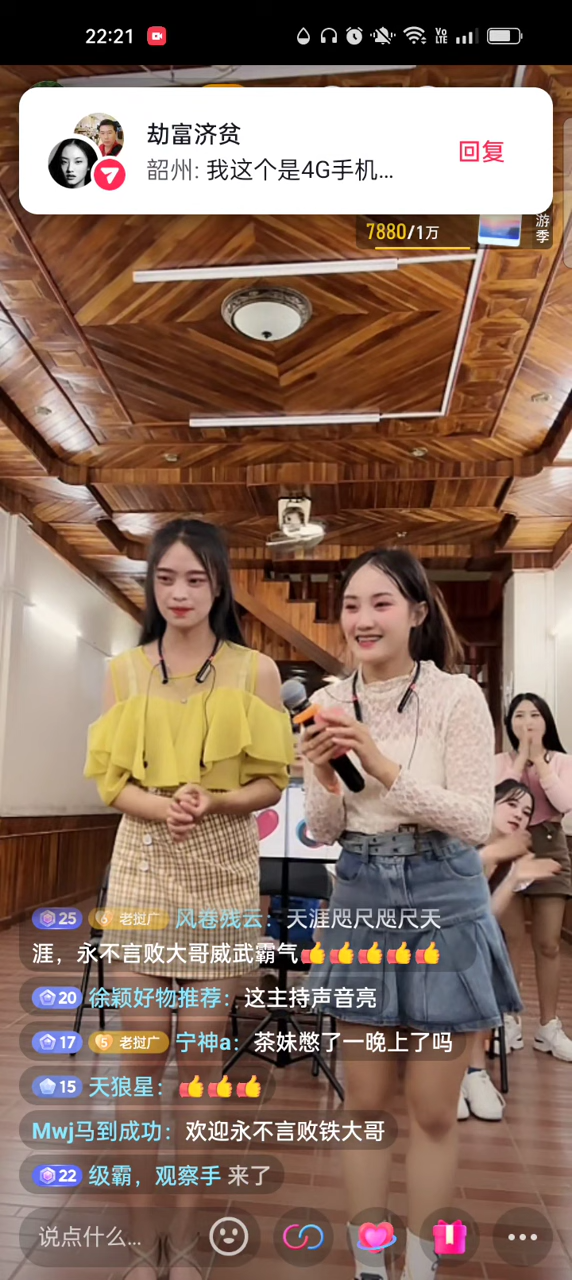 22:21
Vo
LTE
劫富济贫
韶州: 我这个是4G手机...
回复
7880/1万
游季
25 6 老挝广 风卷残云： 天涯咫尺咫尺天
涯，永不言败大哥威武霸气👍👍👍👍👍
20 徐颖好物推荐： 这主持声音亮
17 5 老挝广 宁神a： 茶妹憋了一晚上了吗
15 天狼星： 👍👍👍
Mwj马到成功： 欢迎永不言败铁大哥
22 级霸，观察手 来了
说点什么...